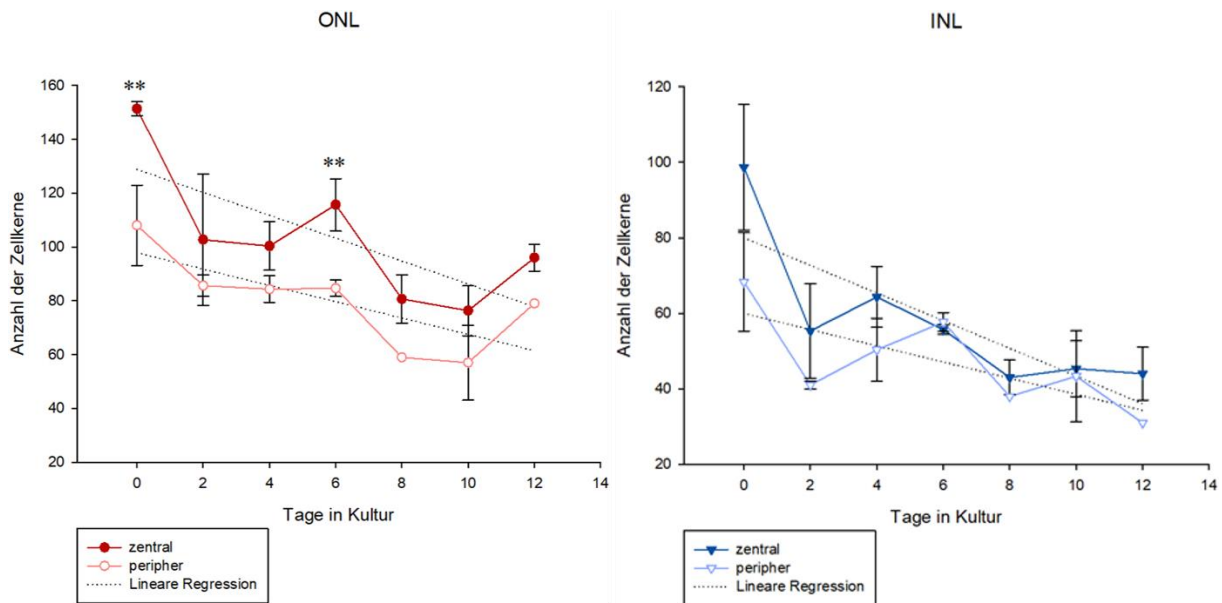 ONL
160
140
120
100
80
60
40
20
Anzahl der Zellkerne
**
**
0 2 4 6 8 10 12 14
Tage in Kultur
zentral
peripher
Lineare Regression
INL
120
100
80
60
40
20
Anzahl der Zellkerne
0 2 4 6 8 10 12 14
Tage in Kultur
zentral
peripher
Lineare Regression